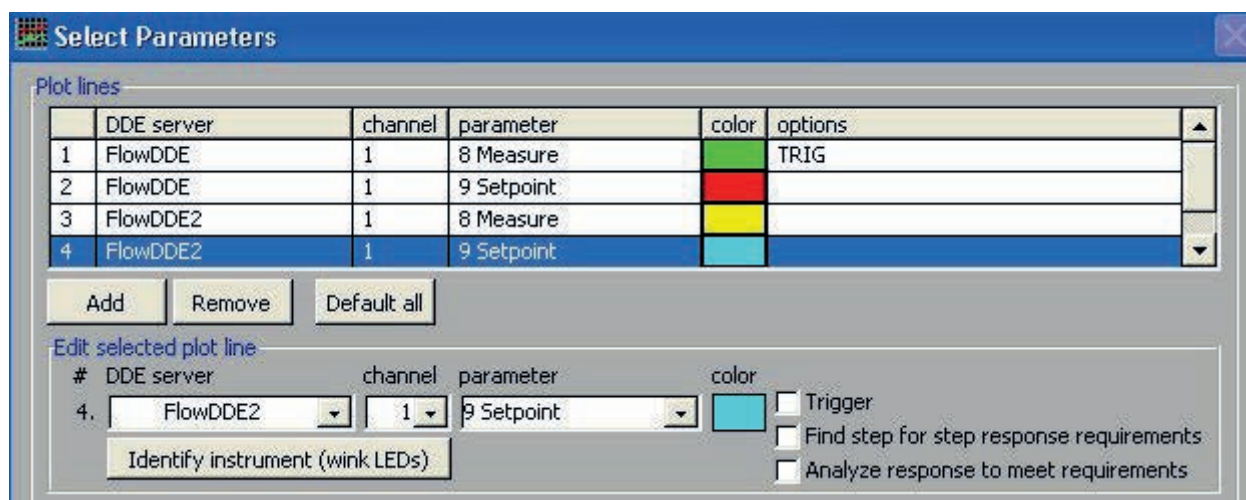 Select Parameters
Plot lines
DDE server channel parameter color options
1 FlowDDE 1 8 Measure TRIG
2 FlowDDE 1 9 Setpoint
3 FlowDDE2 1 8 Measure
4 FlowDDE2 1 9 Setpoint
Add Remove Default all
Edit selected plot line
# DDE server channel parameter color
4. FlowDDE2 1 9 Setpoint
Trigger
Find step for step response requirements
Identify instrument (wink LEDs)
Analyze response to meet requirements